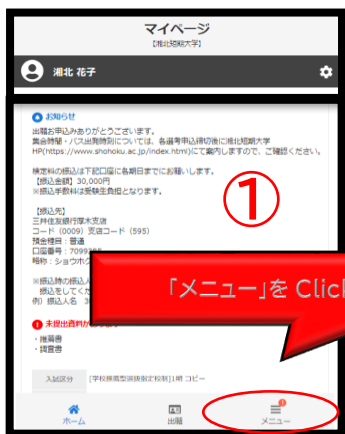 マイページ
【湘北短期大学】
湘北 花子
お知らせ
出願お申込みありがとうございます。
集合時間・バス出発時刻については、各選考申込締切後に湘北短期大学
HP(https://www.shohoku.ac.jp/index.html)にて案内しますので、ご確認ください。
検定料の振込は下記口座に各期日までにお願いします。
【振込金額】30,000円
※振込手数料は受験生負担となります。
【振込先】
三井住友銀行厚木支店
コード（0009）支店コード（595）
預金種目：普通
口座番号：7099
略称：ショウホク
①
「メニュー」を Click
※振込時の振込人
振込をしてくだ
例）振込人名
未提出資料が
・推薦書
・調査書
入試区分 [学校推薦型選抜指定校制]1期 コピー
ホーム
出願
メニュー